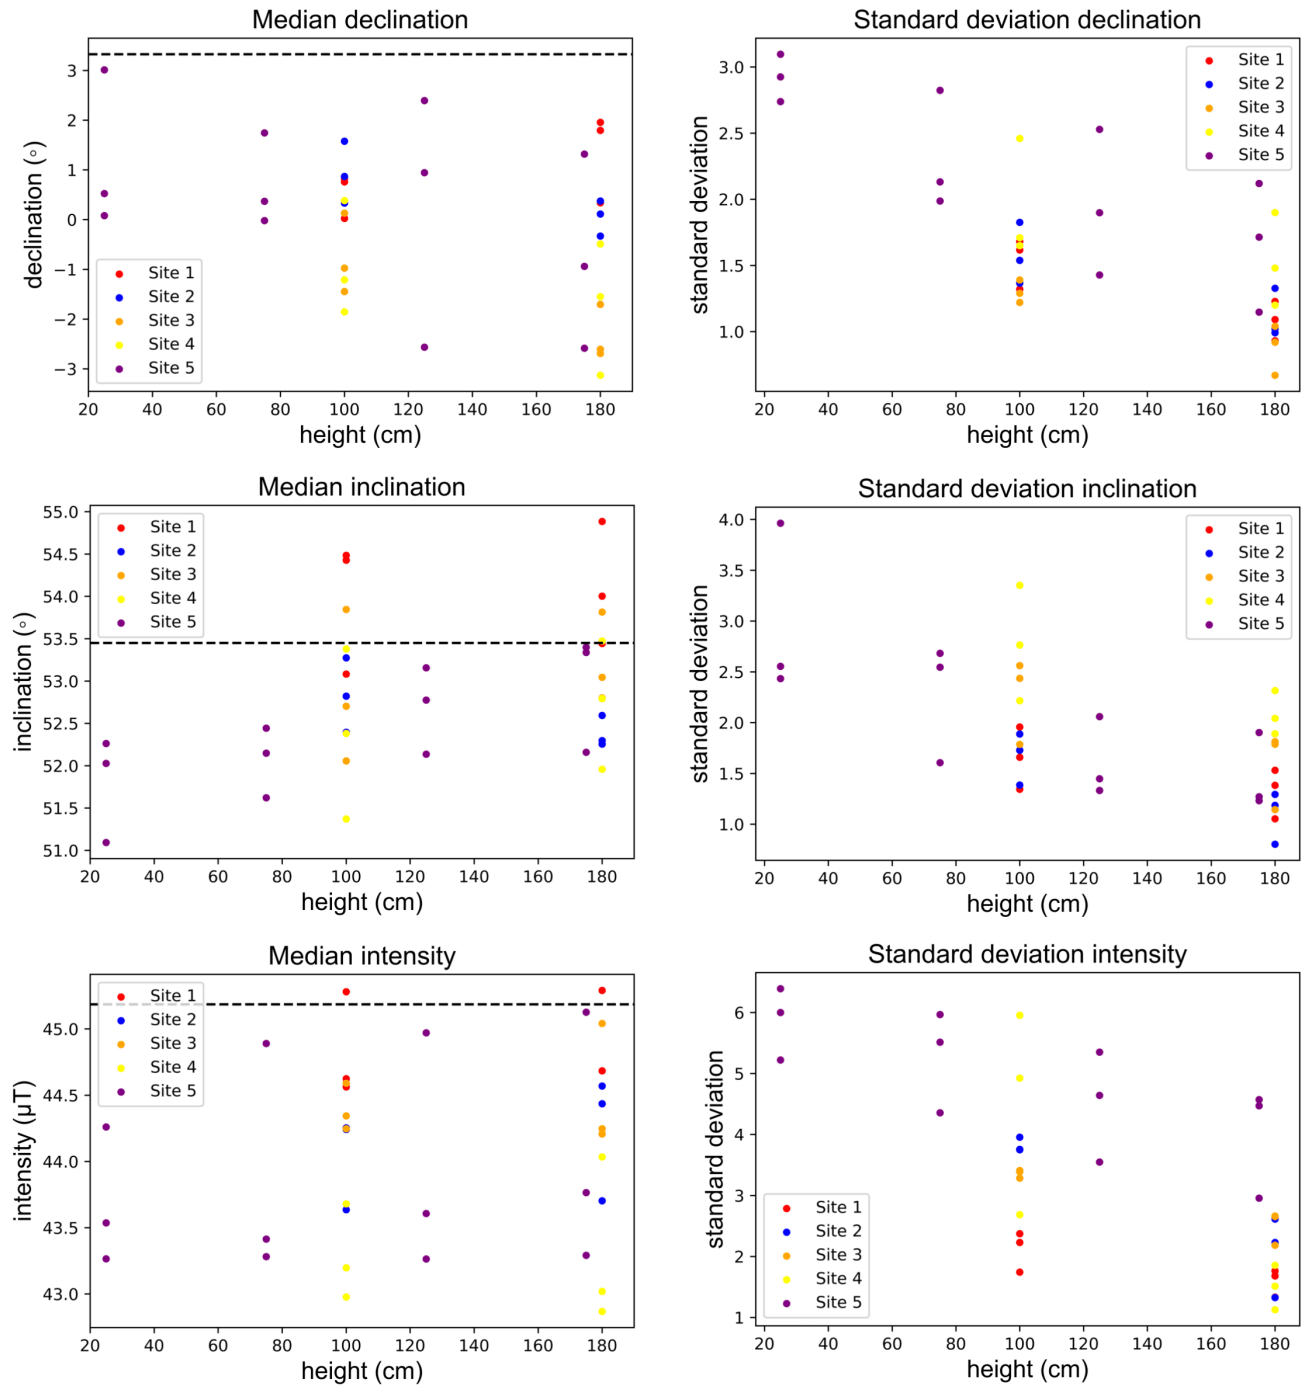 Median declination
3
2
1
0
−1
−2
−3
declination (◦)
Site 1
Site 2
Site 3
Site 4
Site 5
20 40 60 80 100 120 140 160 180
height (cm)
Standard deviation declination
3.0
2.5
2.0
1.5
1.0
standard deviation
Site 1
Site 2
Site 3
Site 4
Site 5
20 40 60 80 100 120 140 160 180
height (cm)
Median inclination
55.0
54.5
54.0
53.5
53.0
52.5
52.0
51.5
51.0
inclination (◦)
Site 1
Site 2
Site 3
Site 4
Site 5
20 40 60 80 100 120 140 160 180
height (cm)
Standard deviation inclination
4.0
3.5
3.0
2.5
2.0
1.5
1.0
standard deviation
Site 1
Site 2
Site 3
Site 4
Site 5
20 40 60 80 100 120 140 160 180
height (cm)
Median intensity
45.0
44.5
44.0
43.5
43.0
intensity (μT)
Site 1
Site 2
Site 3
Site 4
Site 5
20 40 60 80 100 120 140 160 180
height (cm)
Standard deviation intensity
6
5
4
3
2
1
standard deviation
Site 1
Site 2
Site 3
Site 4
Site 5
20 40 60 80 100 120 140 160 180
height (cm)